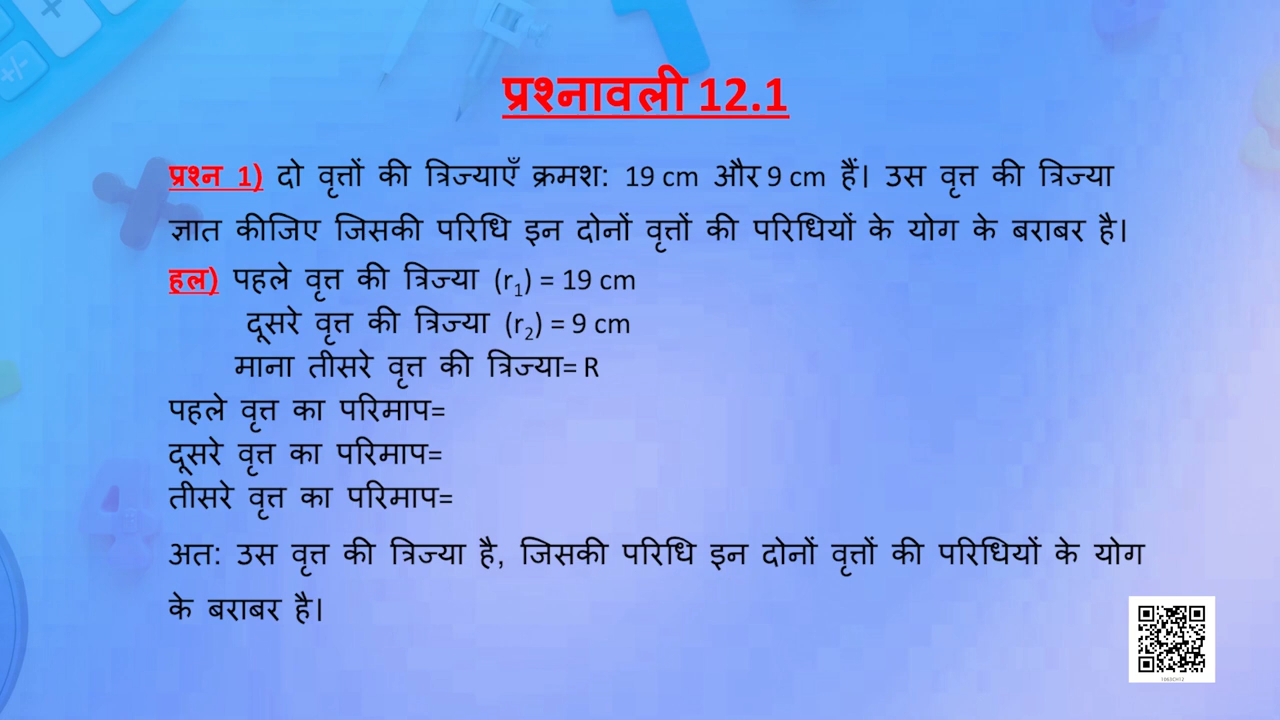 प्रश्नावली 12.1
प्रश्न 1) दो वृत्तों की त्रिज्याएँ क्रमश: 19 cm और 9 cm हैं। उस वृत्त की त्रिज्या
ज्ञात कीजिए जिसकी परिधि इन दोनों वृत्तों की परिधियों के योग के बराबर है।
हल) पहले वृत्त की त्रिज्या (r₁) = 19 cm
दूसरे वृत्त की त्रिज्या (r₂) = 9 cm
माना तीसरे वृत्त की त्रिज्या= R
पहले वृत्त का परिमाप=
दूसरे वृत्त का परिमाप=
तीसरे वृत्त का परिमाप=
अत: उस वृत्त की त्रिज्या है, जिसकी परिधि इन दोनों वृत्तों की परिधियों के योग
के बराबर है।